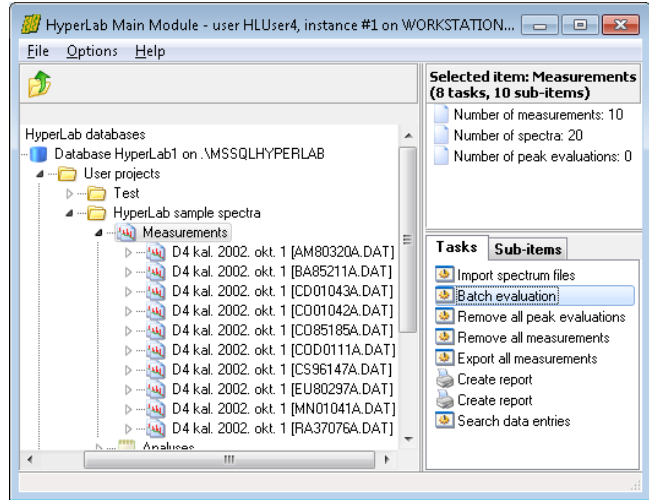 HyperLab Main Module - user HLUser4, instance #1 on WORKSTATION...
File Options Help
HyperLab databases
Database HyperLab1 on .\MSSQLHYPERLAB
User projects
Test
HyperLab sample spectra
Measurements
D4 kal. 2002. okt. 1 [AM80320A.DAT]
D4 kal. 2002. okt. 1 [BA85211A.DAT]
D4 kal. 2002. okt. 1 [CD01043A.DAT]
D4 kal. 2002. okt. 1 [CO01042A.DAT]
D4 kal. 2002. okt. 1 [CO85185A.DAT]
D4 kal. 2002. okt. 1 [COD0111A.DAT]
D4 kal. 2002. okt. 1 [CS96147A.DAT]
D4 kal. 2002. okt. 1 [EU80297A.DAT]
D4 kal. 2002. okt. 1 [MN01041A.DAT]
D4 kal. 2002. okt. 1 [RA37076A.DAT]
Analyses
Selected item: Measurements
(8 tasks, 10 sub-items)
Number of measurements: 10
Number of spectra: 20
Number of peak evaluations: 0
Tasks Sub-items
Import spectrum files
Batch evaluation
Remove all peak evaluations
Remove all measurements
Export all measurements
Create report
Create report
Search data entries